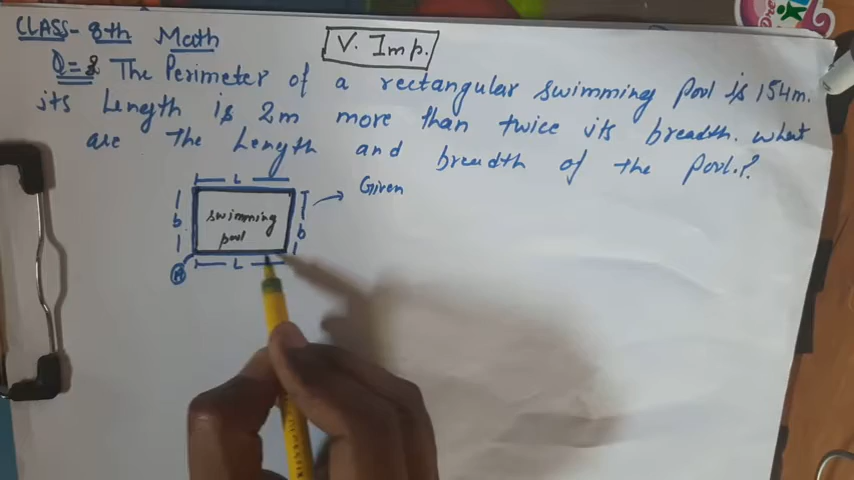 CLASS- 8th Math
V. Imp.
Q=2 The Perimeter of a rectangular swimming pool is 154m.
its Length is 2m more than twice its breadth. what
are the Length and breadth of the pool.?
L
Given
b swimming b
pool
L